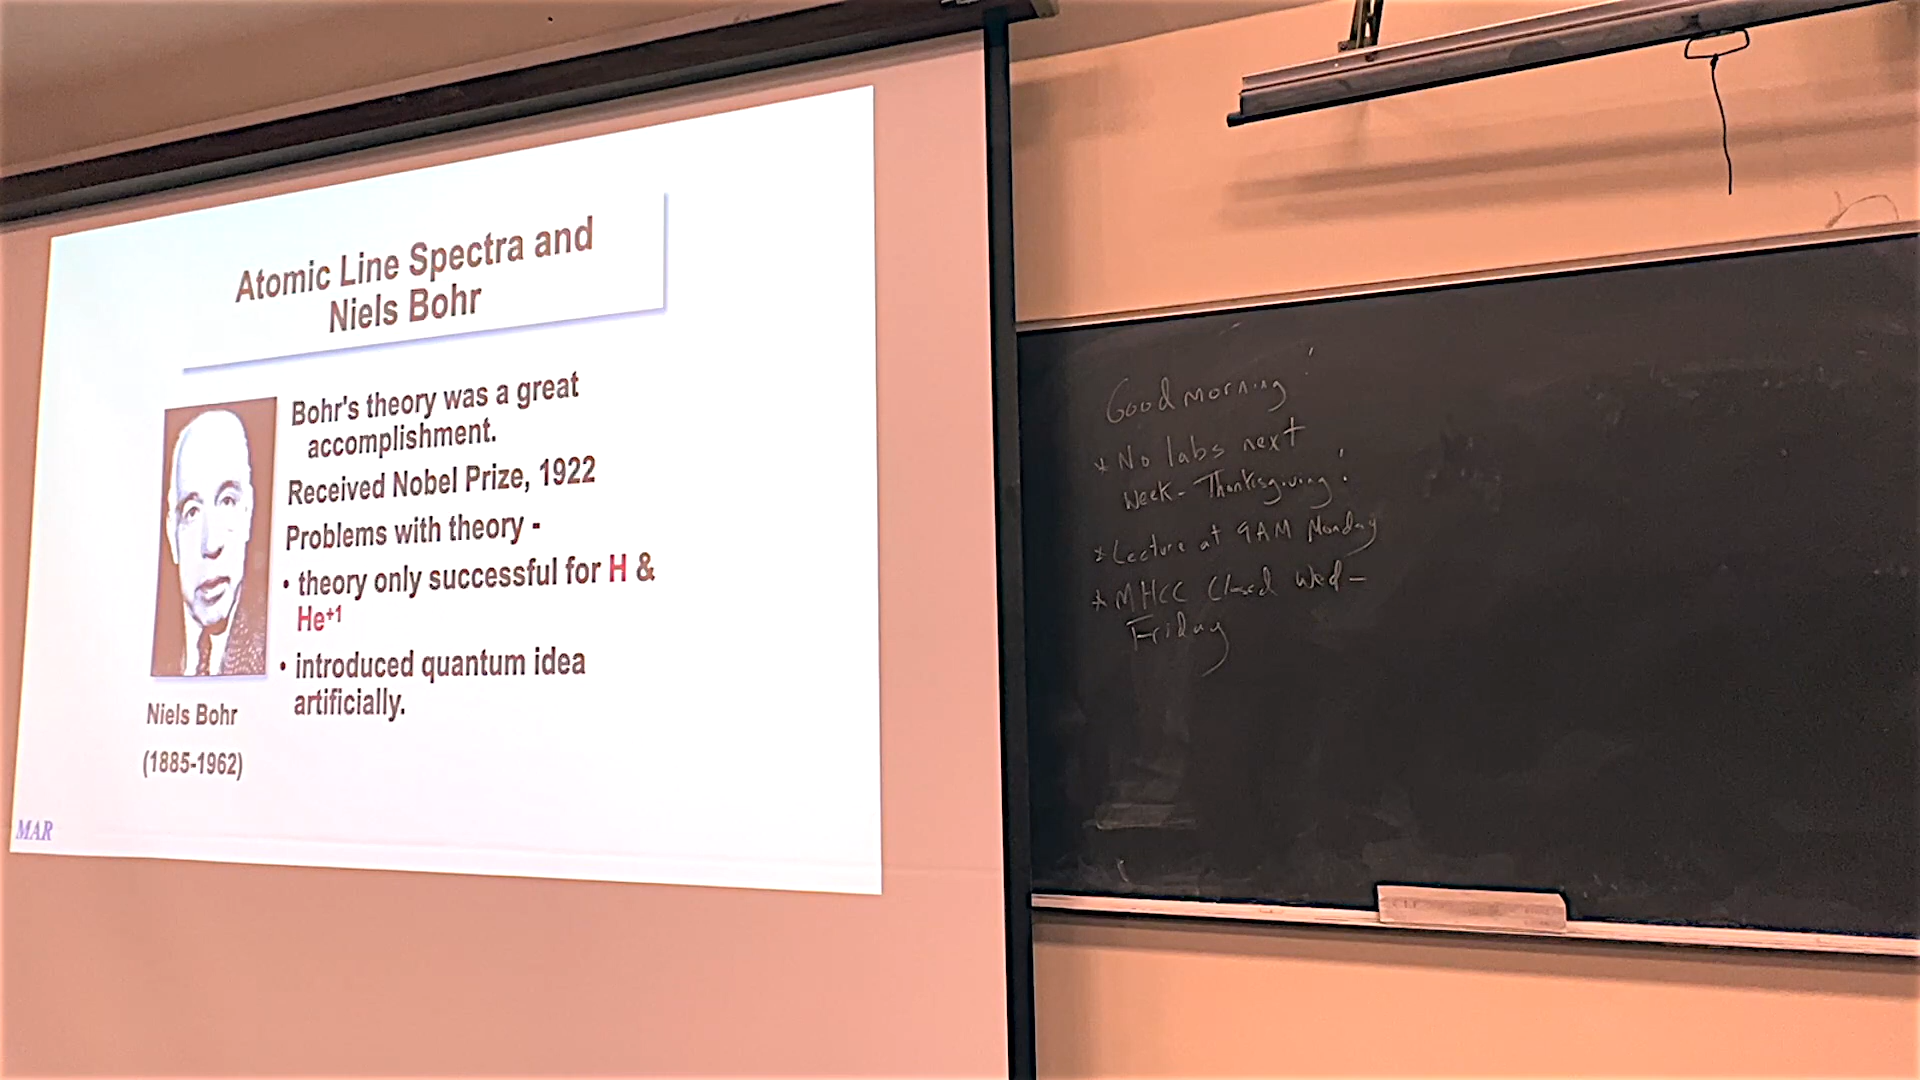 Atomic Line Spectra and
Niels Bohr
Bohr's theory was a great
accomplishment.
Received Nobel Prize, 1922
Problems with theory -
• theory only successful for H &
He+1
• introduced quantum idea
artificially.
Niels Bohr
(1885-1962)
MAR
Good morning!
* No labs next
Week - Thanksgiving!
* Lecture at 9AM Monday
* MHCC Closed Wed -
Friday